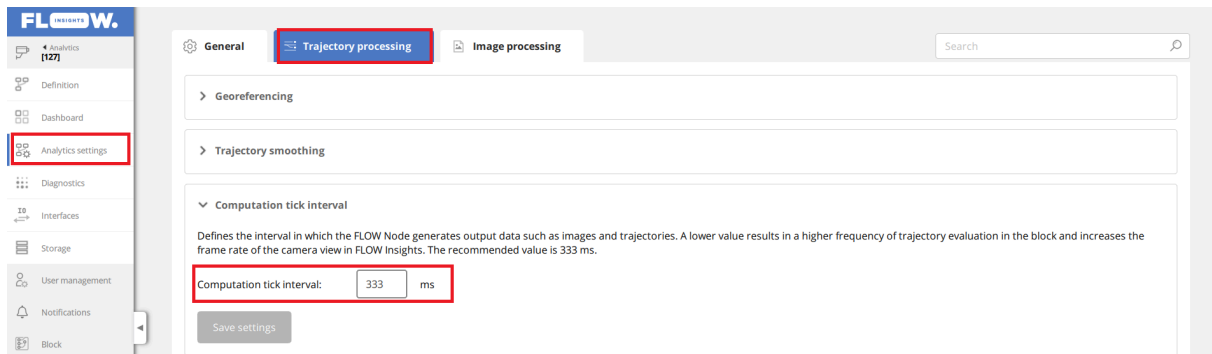 FLOW.
INSIGHTS
Analytics
[127]
Definition
Dashboard
Analytics settings
Diagnostics
IO
Interfaces
Storage
User management
Notifications
Block
General
Trajectory processing
Image processing
Search
Georeferencing
Trajectory smoothing
Computation tick interval
Defines the interval in which the FLOW Node generates output data such as images and trajectories. A lower value results in a higher frequency of trajectory evaluation in the block and increases the
frame rate of the camera view in FLOW Insights. The recommended value is 333 ms.
Computation tick interval: 333 ms
Save settings